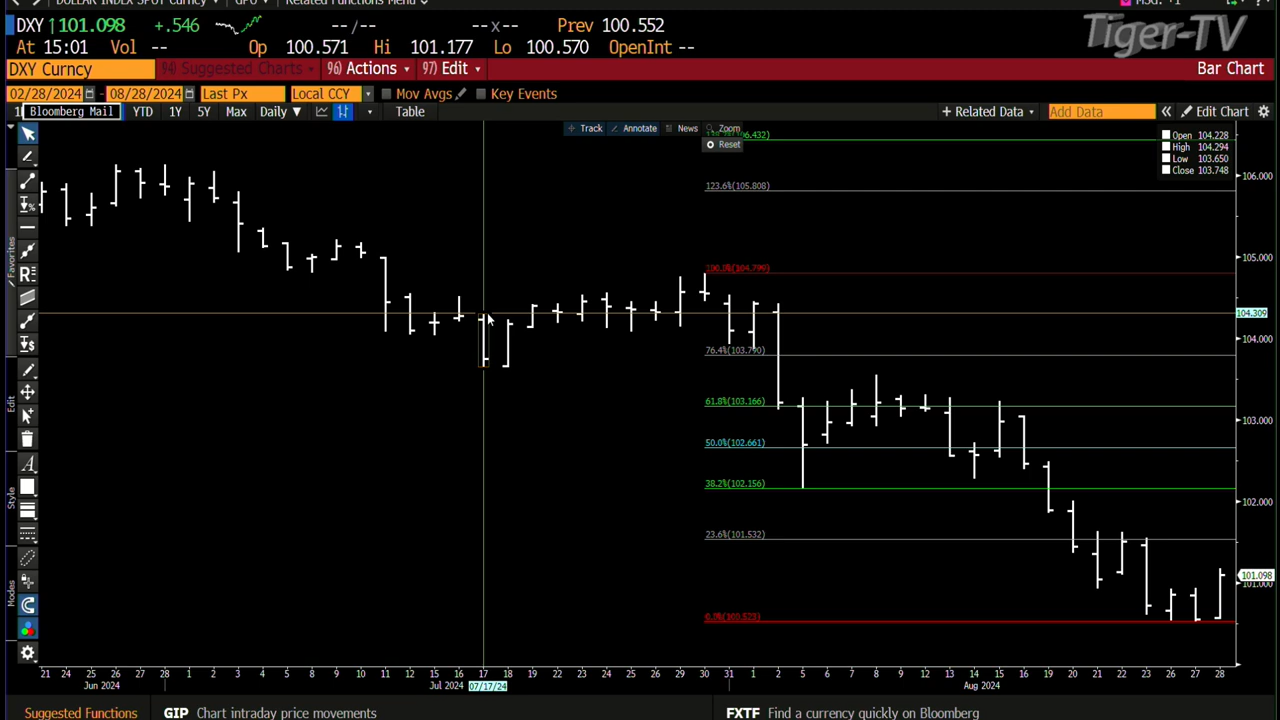 DOLLAR INDEX SPOT Curncy GPO Related Functions Menu Msg: +1
DXY ↑101.098 +.546 -- / -- -- x -- Prev 100.552
At 15:01 Vol -- Op 100.571 Hi 101.177 Lo 100.570 OpenInt --
Tiger-TV
DXY Curncy 94) Suggested Charts 96) Actions 97) Edit Bar Chart
02/28/2024 - 08/28/2024 Last Px Local CCY Mov Avgs Key Events
Bloomberg Mail YTD 1Y 5Y Max Daily ▼ Table + Related Data Add Data « Edit Chart
Track Annotate News Zoom
Reset
Open 104.228
High 104.294
Low 103.650
Close 103.748
123.6%(105.808)
100.0%(104.799)
76.4%(103.790)
61.8%(103.166)
50.0%(102.661)
38.2%(102.156)
23.6%(101.532)
0.0%(100.523)
106.000
105.000
104.309
104.000
103.000
102.000
101.098
101.000
Favorites
Edit
Style
Modes
21 24 25 26 27 28 1 2 3 4 5 8 9 10 11 12 15 16 17 18 19 22 23 24 25 26 29 30 31 1 2 5 6 7 8 9 12 13 14 15 16 19 20 21 22 23 26 27 28
Jun 2024 Jul 2024 07/17/24 Aug 2024
Suggested Functions GIP Chart intraday price movements FXTF Find a currency quickly on Bloomberg